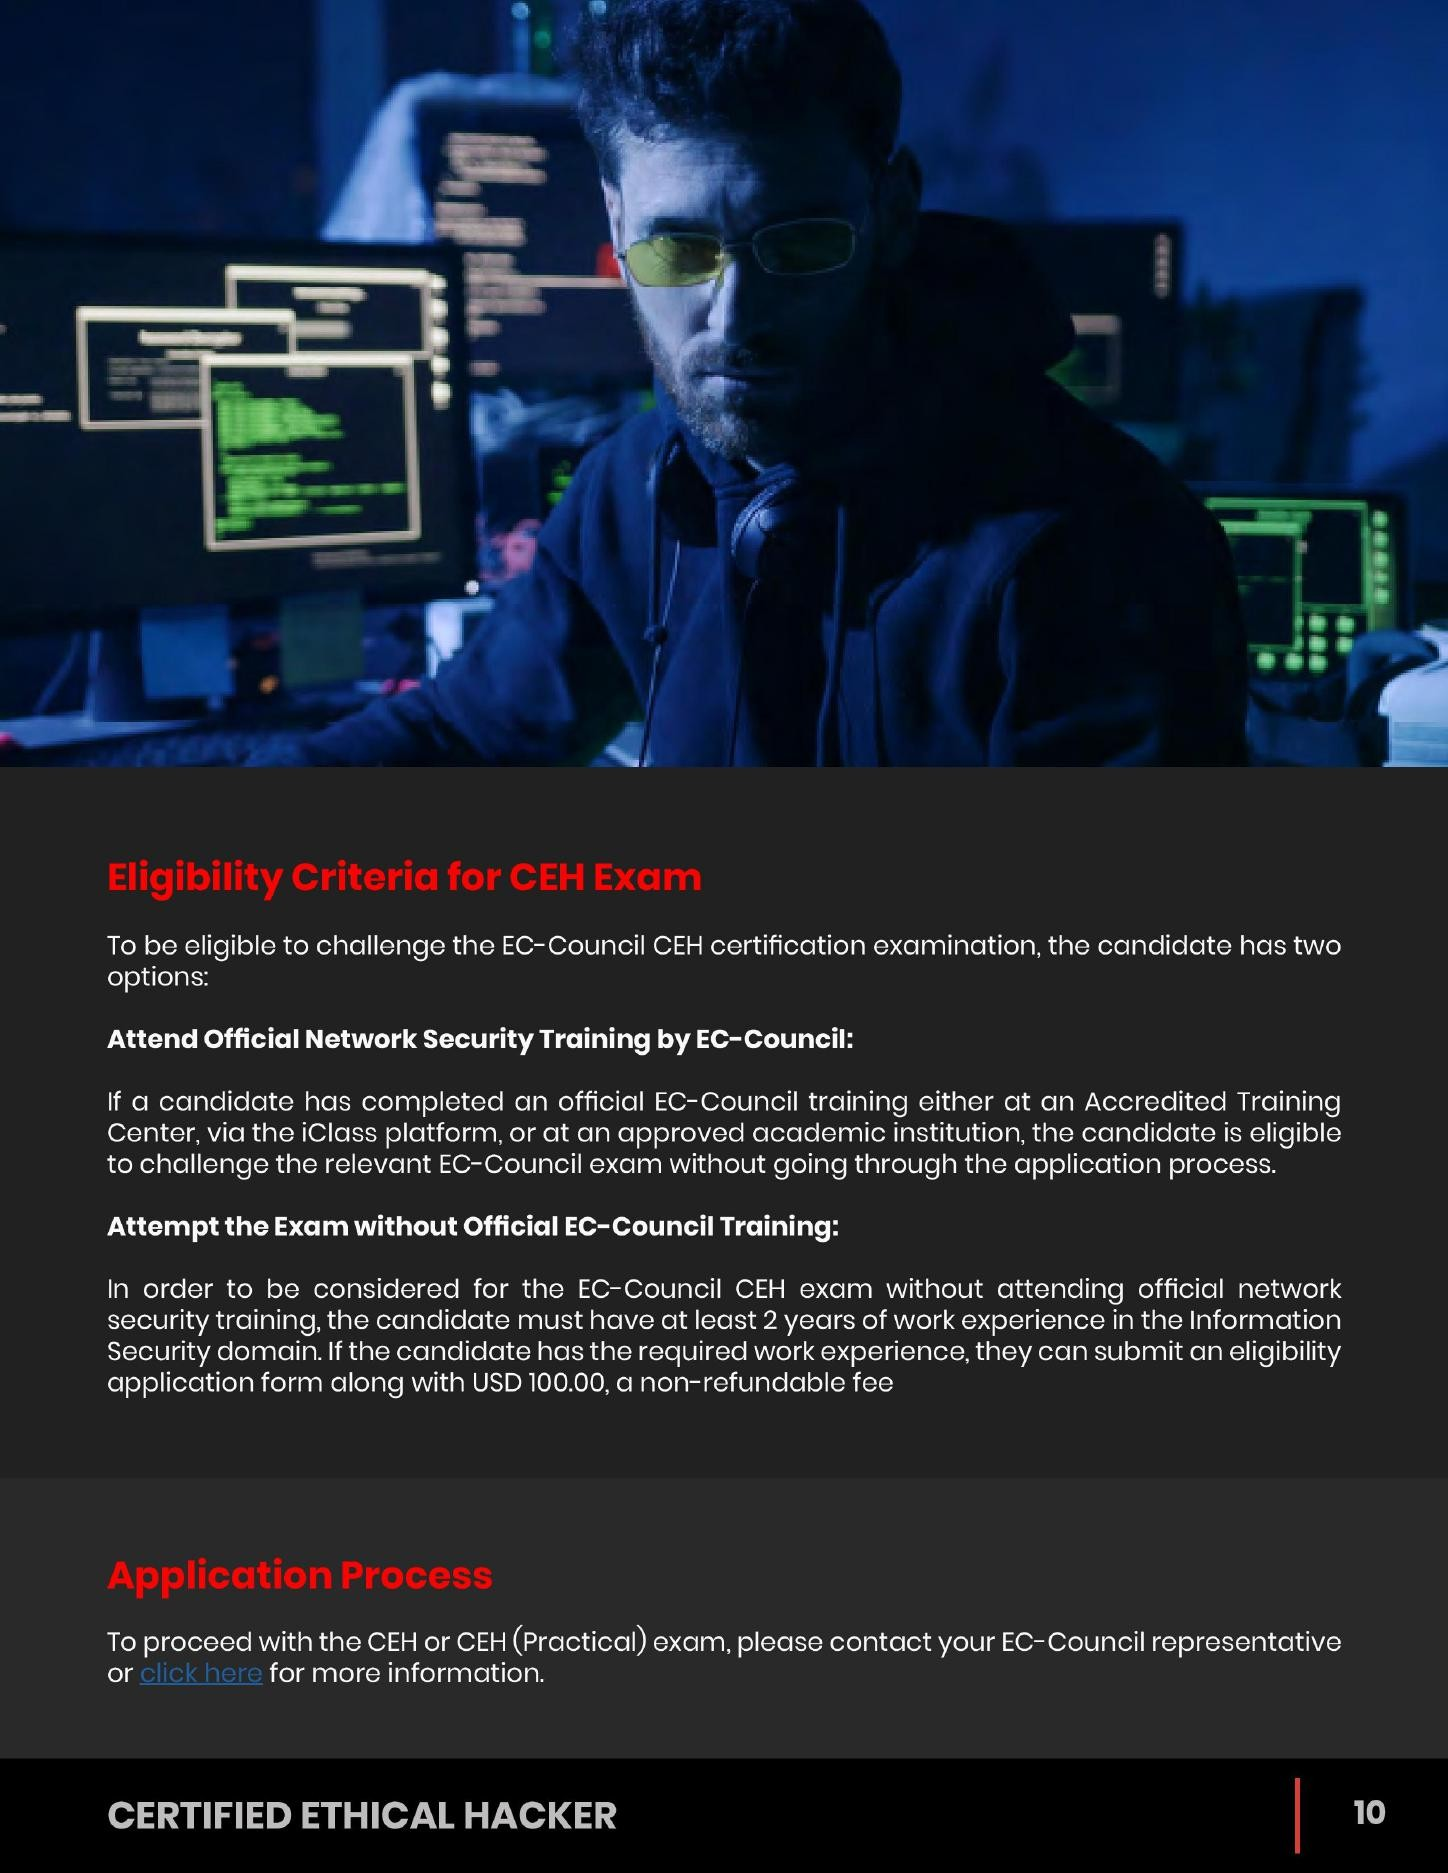 Eligibility Criteria for CEH Exam
To be eligible to challenge the EC-Council CEH certification examination, the candidate has two
options:
Attend Official Network Security Training by EC-Council:
If a candidate has completed an official EC-Council training either at an Accredited Training
Center, via the iClass platform, or at an approved academic institution, the candidate is eligible
to challenge the relevant EC-Council exam without going through the application process.
Attempt the Exam without Official EC-Council Training:
In order to be considered for the EC-Council CEH exam without attending official network
security training, the candidate must have at least 2 years of work experience in the Information
Security domain. If the candidate has the required work experience, they can submit an eligibility
application form along with USD 100.00, a non-refundable fee
Application Process
To proceed with the CEH or CEH (Practical) exam, please contact your EC-Council representative
or click here for more information.
CERTIFIED ETHICAL HACKER
10